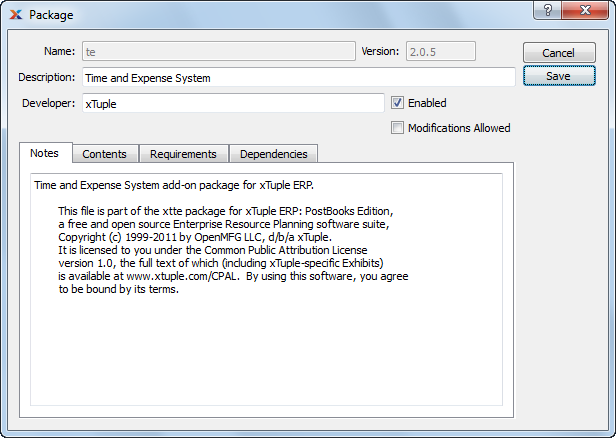 Package
Name: te Version: 2.0.5 Cancel
Description: Time and Expense System Save
Developer: xTuple Enabled
Modifications Allowed
Notes Contents Requirements Dependencies
Time and Expense System add-on package for xTuple ERP.
This file is part of the xtte package for xTuple ERP: PostBooks Edition,
a free and open source Enterprise Resource Planning software suite,
Copyright (c) 1999-2011 by OpenMFG LLC, d/b/a xTuple.
It is licensed to you under the Common Public Attribution License
version 1.0, the full text of which (including xTuple-specific Exhibits)
is available at www.xtuple.com/CPAL. By using this software, you agree
to be bound by its terms.